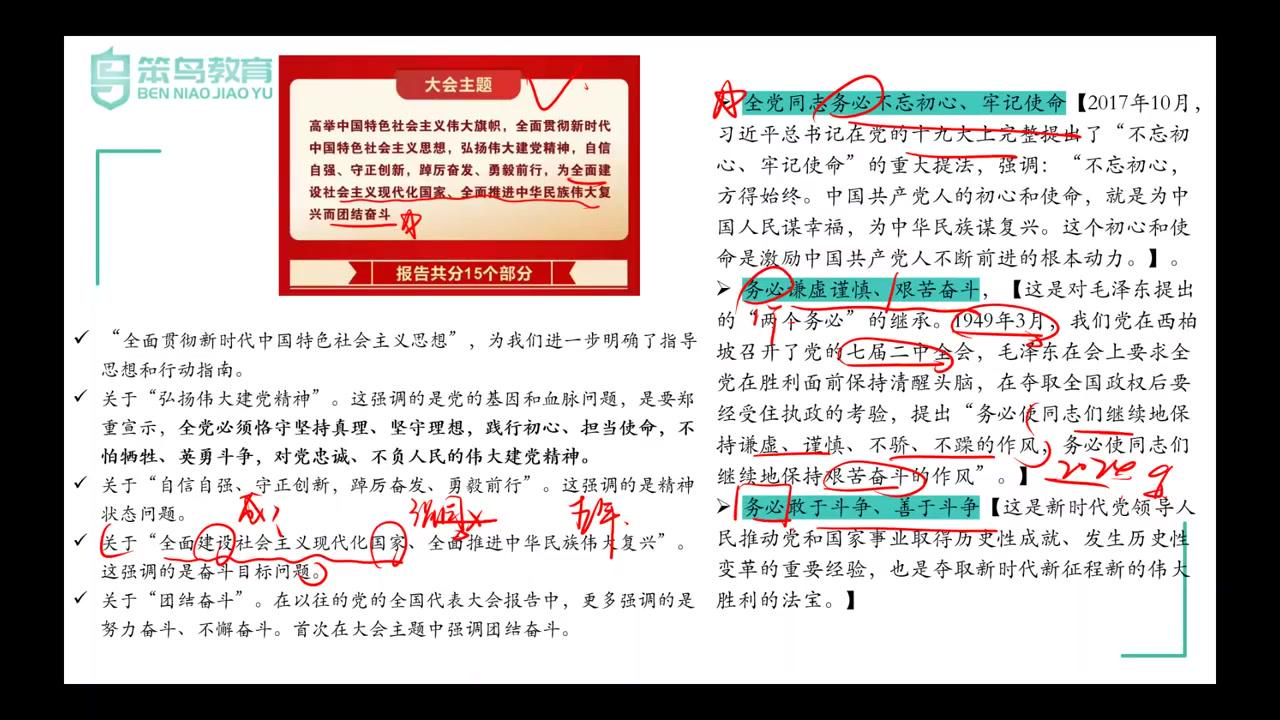 笨鸟教育
BEN NIAO JIAO YU
大会主题
高举中国特色社会主义伟大旗帜，全面贯彻新时代
中国特色社会主义思想，弘扬伟大建党精神，自信
自强、守正创新，踔厉奋发、勇毅前行，为全面建
设社会主义现代化国家、全面推进中华民族伟大复
兴而团结奋斗
报告共分15个部分
“全面贯彻新时代中国特色社会主义思想”，为我们进一步明确了指导
思想和行动指南。
关于“弘扬伟大建党精神”。这强调的是党的基因和血脉问题，是要郑
重宣示，全党必须恪守坚持真理、坚守理想，践行初心、担当使命，不
怕牺牲、英勇斗争，对党忠诚、不负人民的伟大建党精神。
关于“自信自强、守正创新，踔厉奋发、勇毅前行”。这强调的是精神
状态问题。
强国
关于“全面建设社会主义现代化国家、全面推进中华民族伟大复兴”。
这强调的是奋斗目标问题。
关于“团结奋斗”。在以往的党的全国代表大会报告中，更多强调的是
努力奋斗、不懈奋斗。首次在大会主题中强调团结奋斗。
全党同志务必不忘初心、牢记使命【2017年10月，
习近平总书记在党的十九大上完整提出了“不忘初
心、牢记使命”的重大提法，强调：“不忘初心，
方得始终。中国共产党人的初心和使命，就是为中
国人民谋幸福，为中华民族谋复兴。这个初心和使
命是激励中国共产党人不断前进的根本动力。】。
务必谦虚谨慎、艰苦奋斗，【这是对毛泽东提出
的“两个务必”的继承。1949年3月，我们党在西柏
坡召开了党的七届二中全会，毛泽东在会上要求全
党在胜利面前保持清醒头脑，在夺取全国政权后要
经受住执政的考验，提出“务必使同志们继续地保
持谦虚、谨慎、不骄、不躁的作风，务必使同志们
继续地保持艰苦奋斗的作风”。】
务必敢于斗争、善于斗争【这是新时代党领导人
民推动党和国家事业取得历史性成就、发生历史性
变革的重要经验，也是夺取新时代新征程新的伟大
胜利的法宝。】